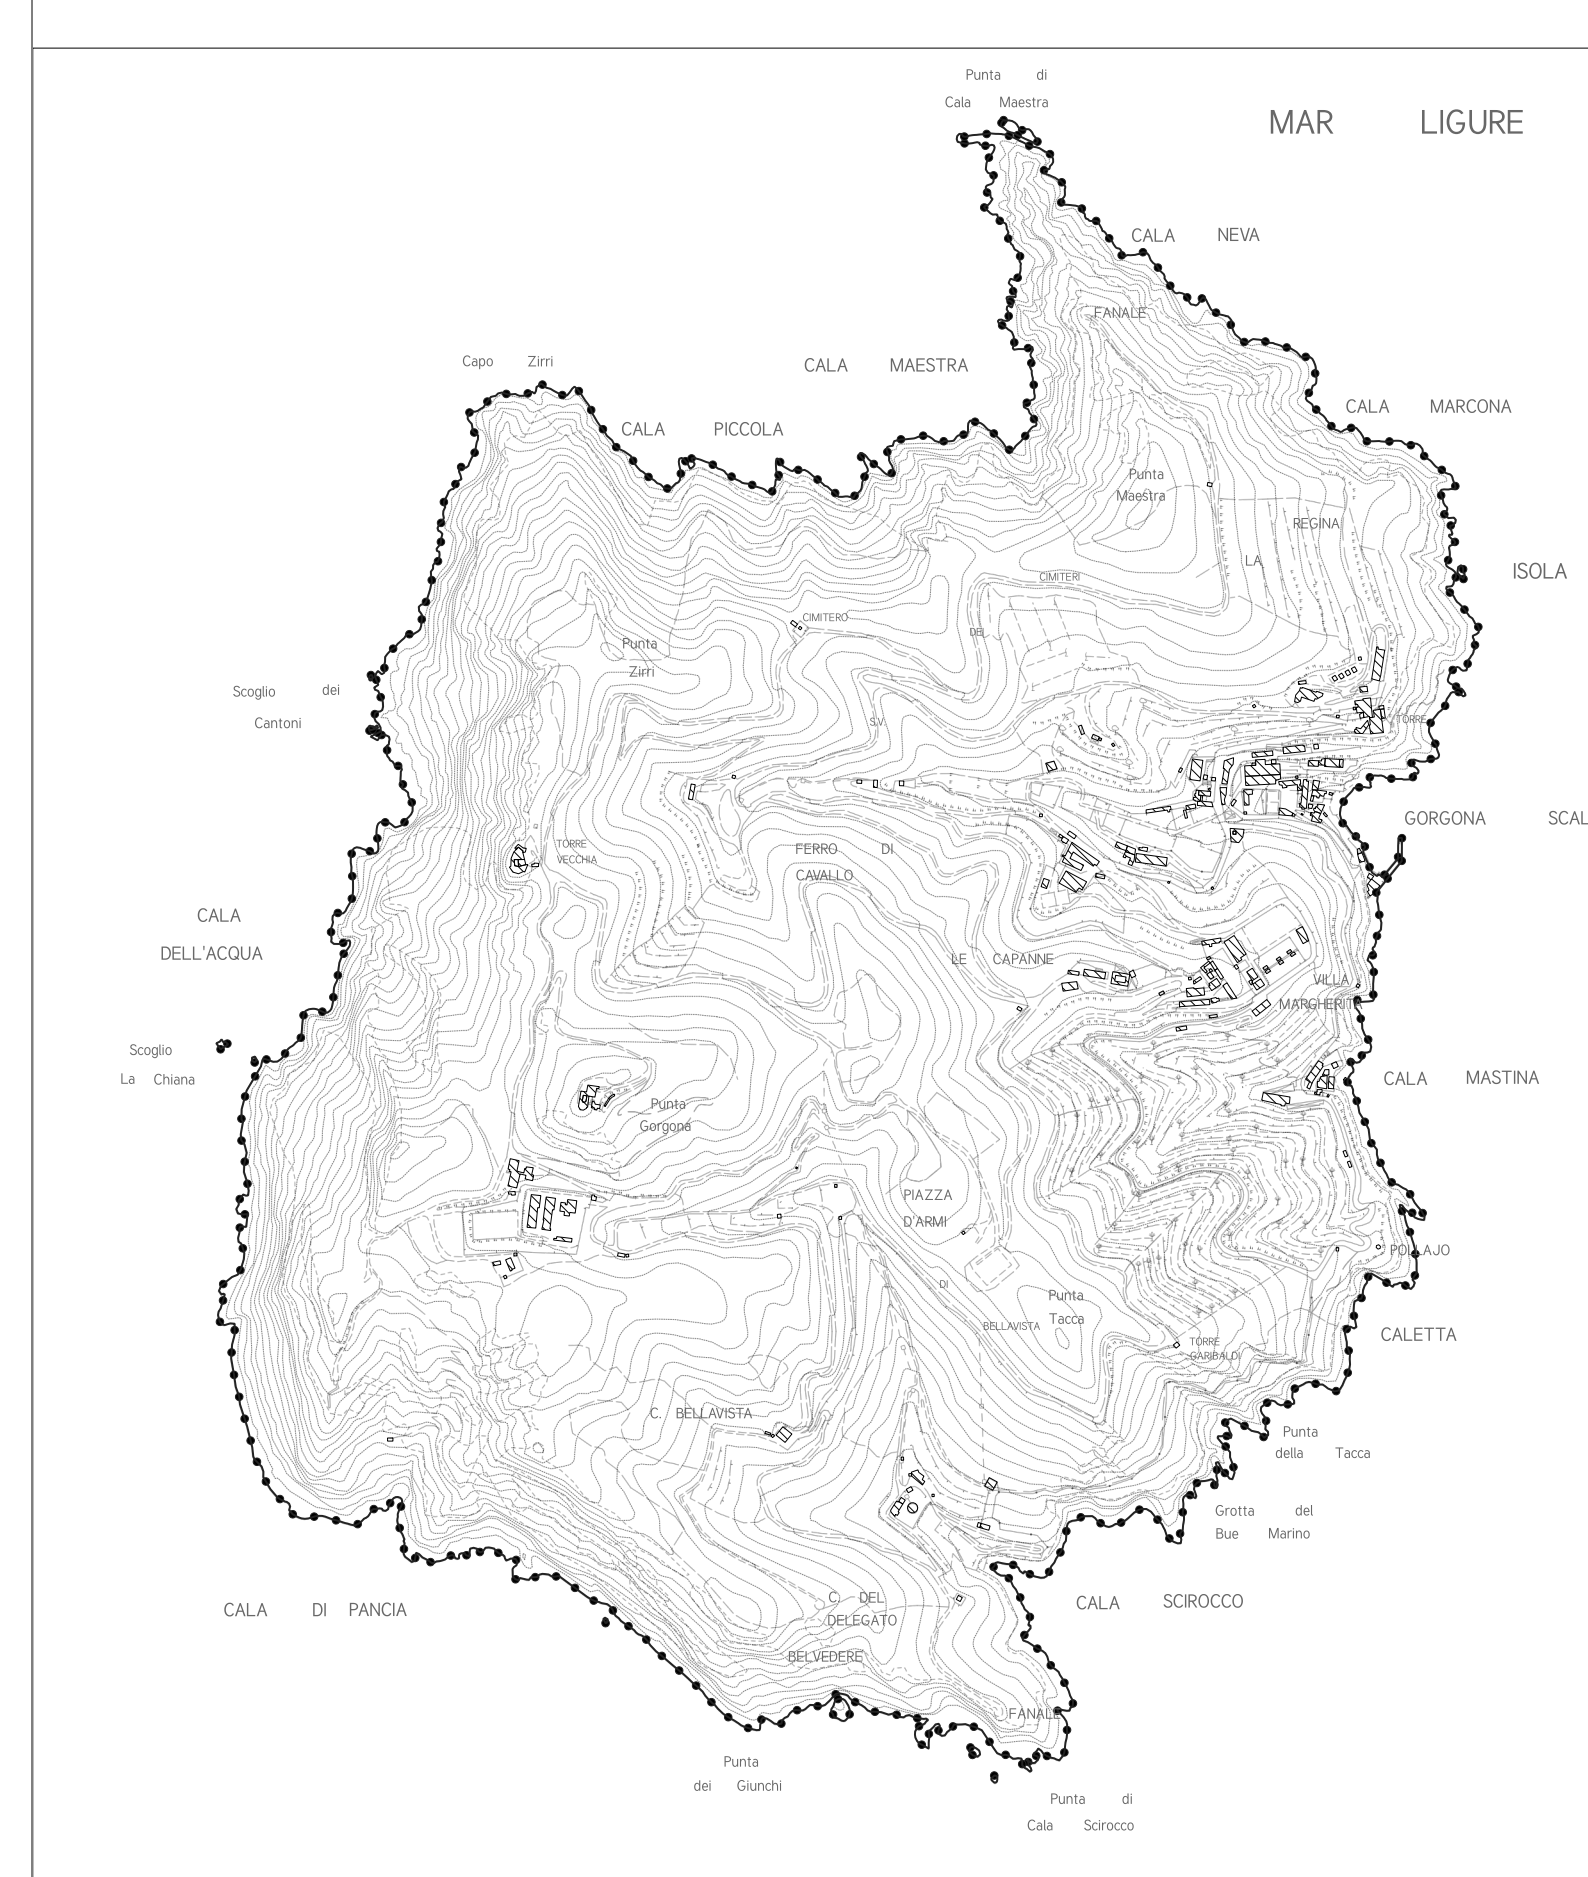 Punta di
Cala Maestra
MAR LIGURE
CALA NEVA
FANALE
Capo Zirri
CALA MAESTRA
CALA MARCONA
CALA PICCOLA
Punta
Maestra
REGINA
LA
ISOLA
CIMITERI
CIMITERO
DEI
Punta
Zirri
Scoglio dei
Cantoni
S.V.
TORRE
GORGONA SCAL
TORRE
VECCHIA
FERRO DI
CAVALLO
CALA
DELL'ACQUA
LE CAPANNE
VILLA
MARGHERITA
Scoglio
La Chiana
CALA MASTINA
Punta
Gorgona
PIAZZA
D'ARMI
POLLAJO
DI
Punta
Tacca
BELLAVISTA
CALETTA
TORRE
GARIBALDI
C. BELLAVISTA
Punta
della Tacca
Grotta del
Bue Marino
CALA DI PANCIA
C. DEL
DELEGATO
CALA SCIROCCO
BELVEDERE
FANALE
Punta
dei Giunchi
Punta di
Cala Scirocco